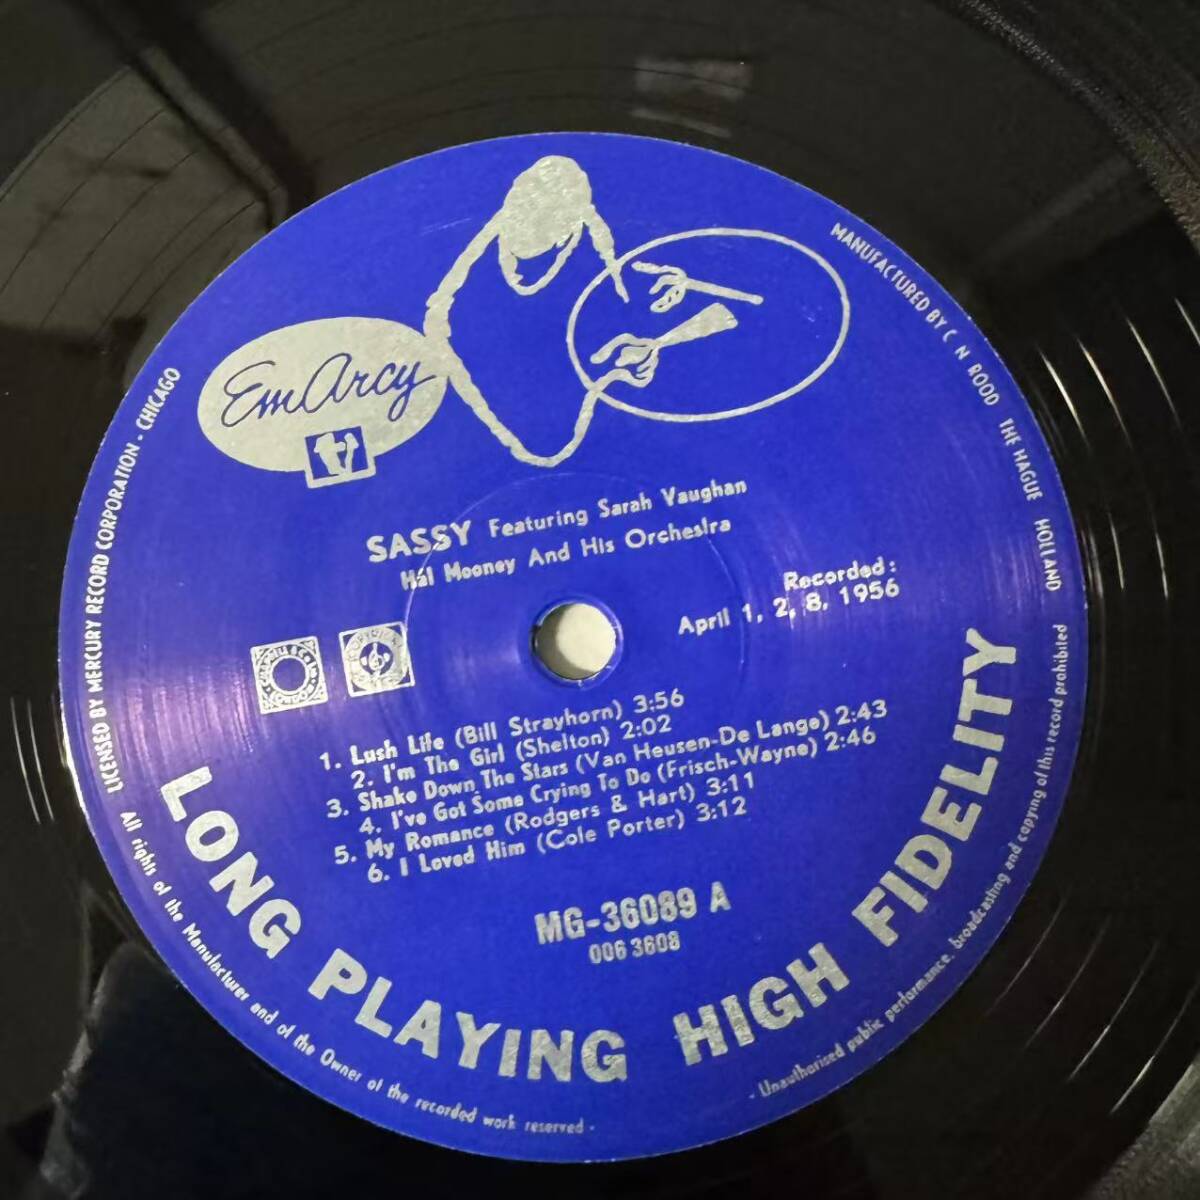 EmArcy
SASSY Featuring Sarah Vaughan
Hal Mooney And His Orchestra
Recorded:
April 1, 2, 8, 1956
1. Lush Life (Bill Strayhorn) 3:56
2. I'm The Girl (Shelton) 2:02
3. Shake Down The Stars (Van Heusen-De Lange) 2:43
4. I've Got Some Crying To Do (Frisch-Wayne) 2:46
5. My Romance (Rodgers & Hart) 3:11
6. I Loved Him (Cole Porter) 3:12
MG-36089 A
006 3608
LONG PLAYING HIGH FIDELITY
LICENSED BY MERCURY RECORD CORPORATION - CHICAGO
MANUFACTURED BY C N ROOD THE HAGUE HOLLAND
All rights of the Manufacturer and of the Owner of the recorded work reserved -
- Unauthorised public performance, broadcasting and copying of this record prohibited